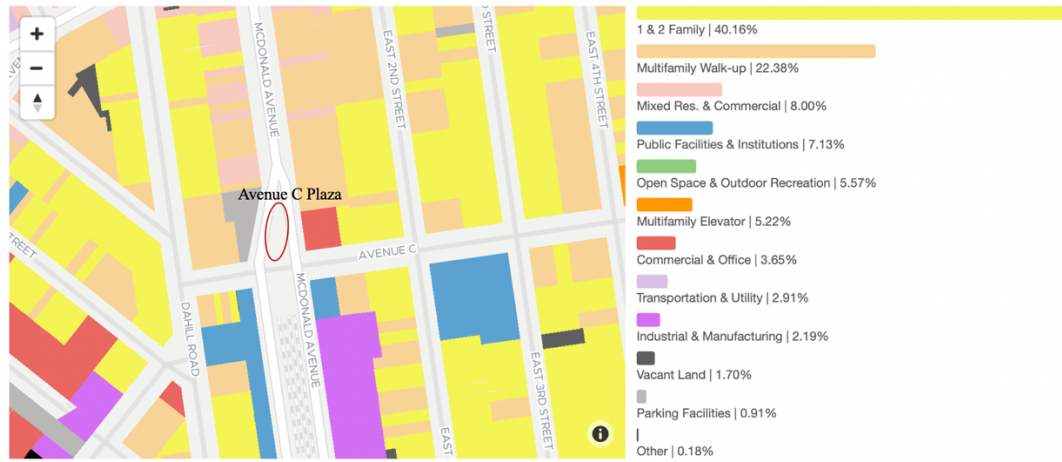 +
MCDONALD AVENUE
EAST 2ND STREET
D STREET
EAST 4TH STREET
AVE
−
Avenue C Plaza
AVENUE C
TREET
DAHILL ROAD
MCDONALD AVENUE
EAST 3RD STREET
EAST
i
1 & 2 Family | 40.16%
Multifamily Walk-up | 22.38%
Mixed Res. & Commercial | 8.00%
Public Facilities & Institutions | 7.13%
Open Space & Outdoor Recreation | 5.57%
Multifamily Elevator | 5.22%
Commercial & Office | 3.65%
Transportation & Utility | 2.91%
Industrial & Manufacturing | 2.19%
Vacant Land | 1.70%
Parking Facilities | 0.91%
Other | 0.18%